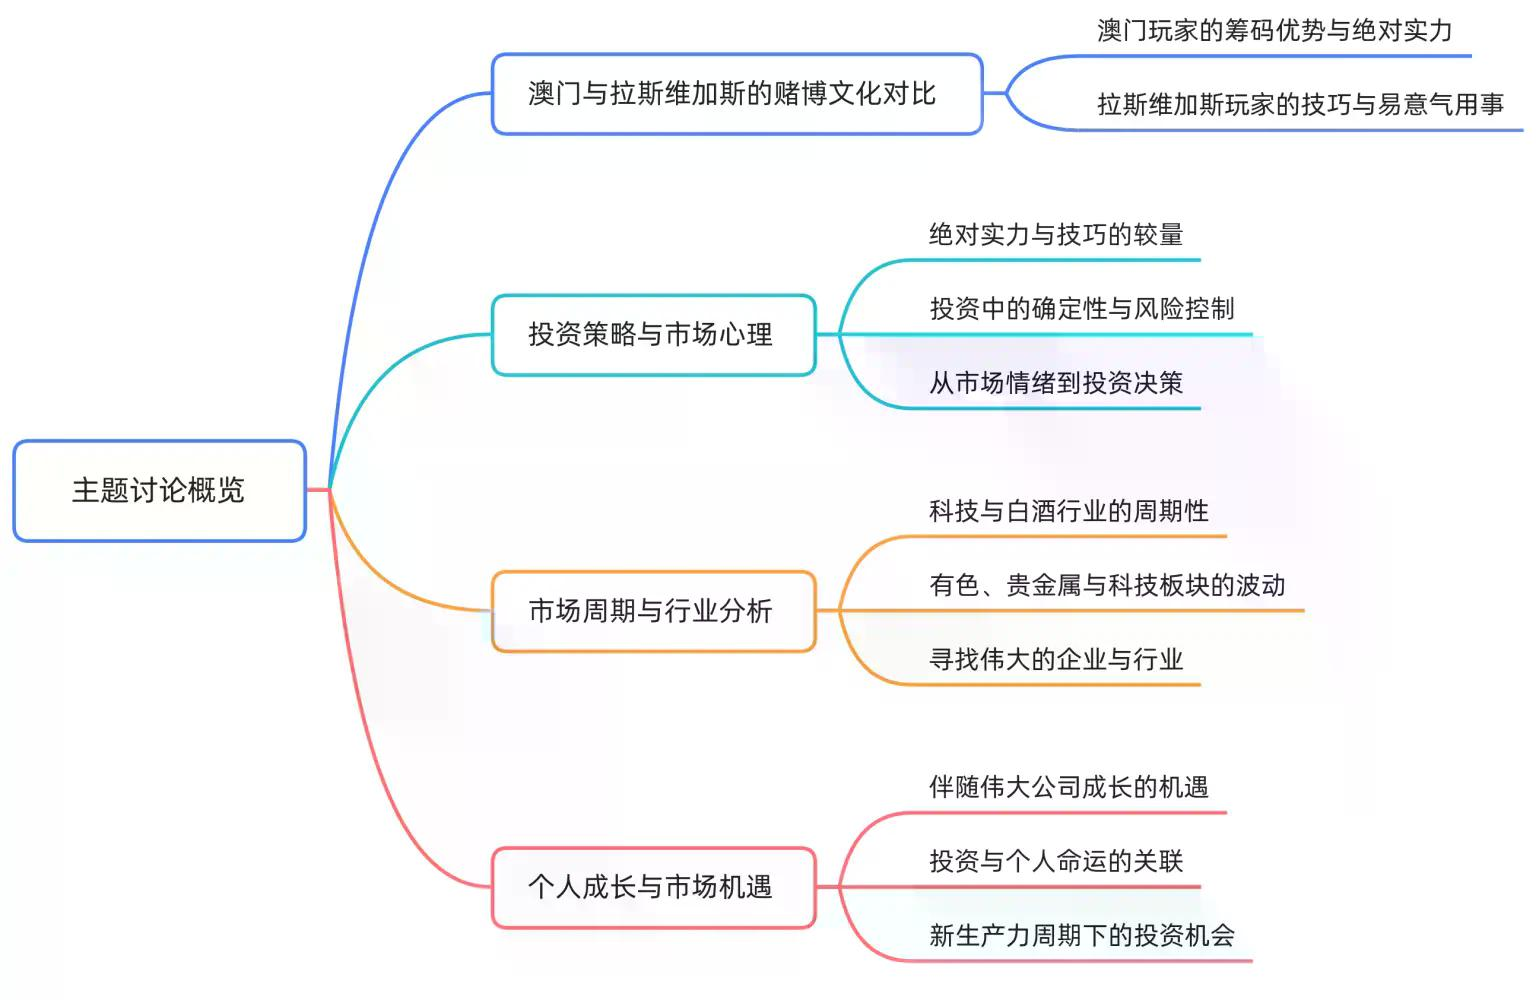 主题讨论概览
澳门与拉斯维加斯的赌博文化对比
澳门玩家的筹码优势与绝对实力
拉斯维加斯玩家的技巧与易意气用事
投资策略与市场心理
绝对实力与技巧的较量
投资中的确定性与风险控制
从市场情绪到投资决策
市场周期与行业分析
科技与白酒行业的周期性
有色、贵金属与科技板块的波动
寻找伟大的企业与行业
个人成长与市场机遇
伴随伟大公司成长的机遇
投资与个人命运的关联
新生产力周期下的投资机会